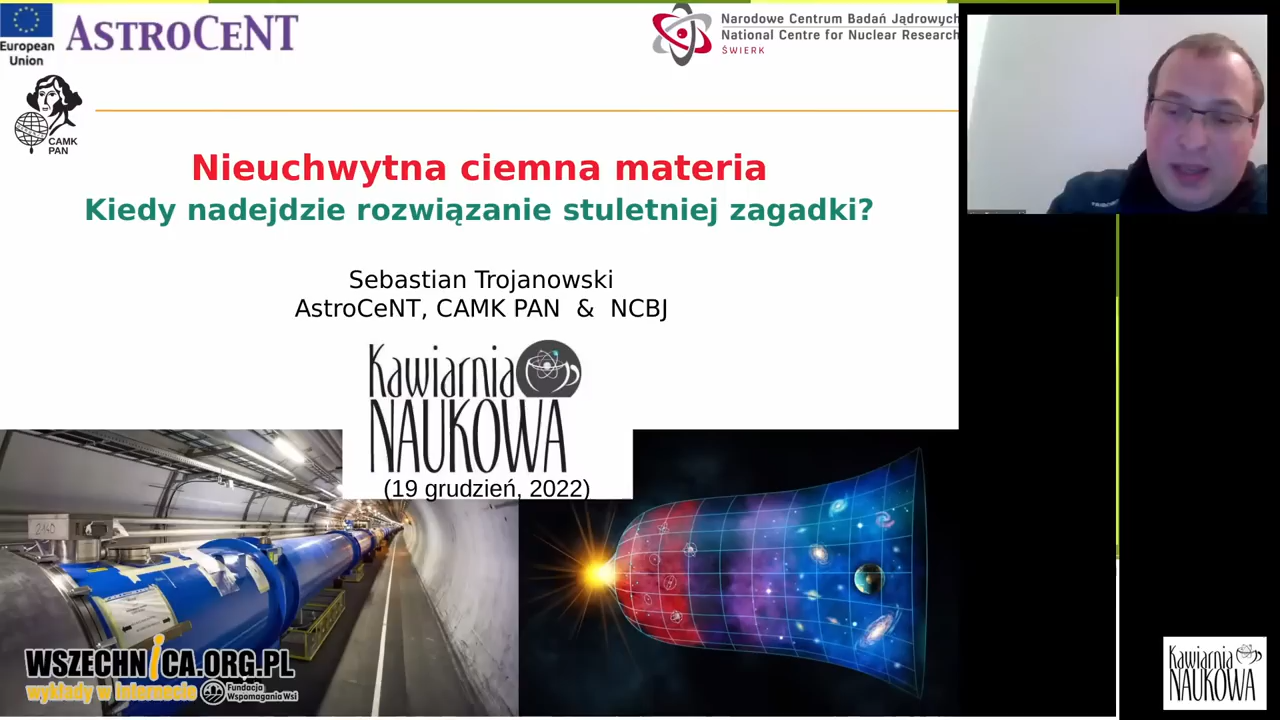 European
Union
ASTROCENT
Narodowe Centrum Badań Jądrowych
National Centre for Nuclear Research
ŚWIERK
CAMK
PAN
Nieuchwytna ciemna materia
Kiedy nadejdzie rozwiązanie stuletniej zagadki?
Sebastian Trojanowski
AstroCeNT, CAMK PAN & NCBJ
Kawiarnia
NAUKOWA
(19 grudzień, 2022)
2140
WSZECHNiCA.ORG.PL
wykłady w internecie
Fundacja
Wspomagania Wsi
Kawiarnia
NAUKOWA